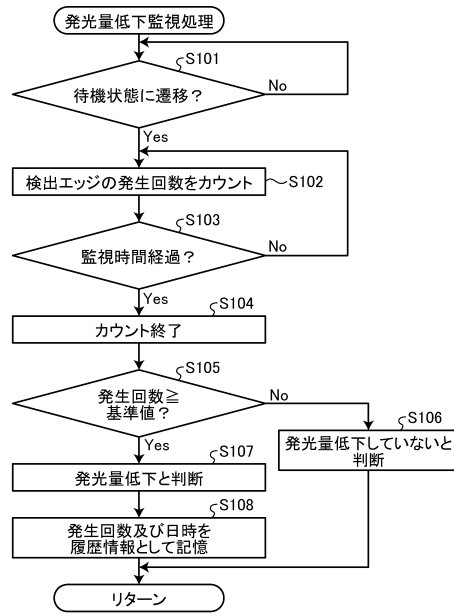 発光量低下監視処理
S101
待機状態に遷移？
No
Yes
検出エッジの発生回数をカウント
S102
S103
監視時間経過？
No
Yes
S104
カウント終了
S105
発生回数≧
基準値？
No
Yes
S106
発光量低下していないと
判断
S107
発光量低下と判断
S108
発生回数及び日時を
履歴情報として記憶
リターン